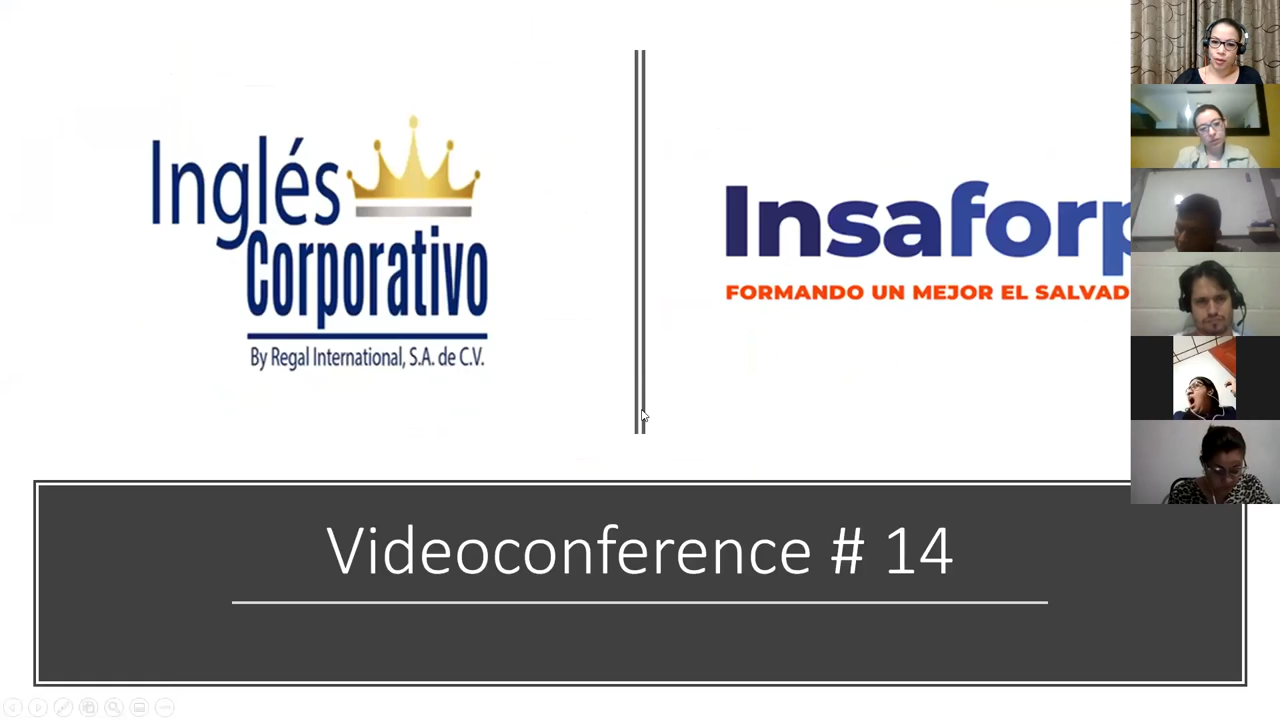 Inglés
Corporativo
By Regal International, S.A. de C.V.
Insaforp
FORMANDO UN MEJOR EL SALVAD
Videoconference # 14